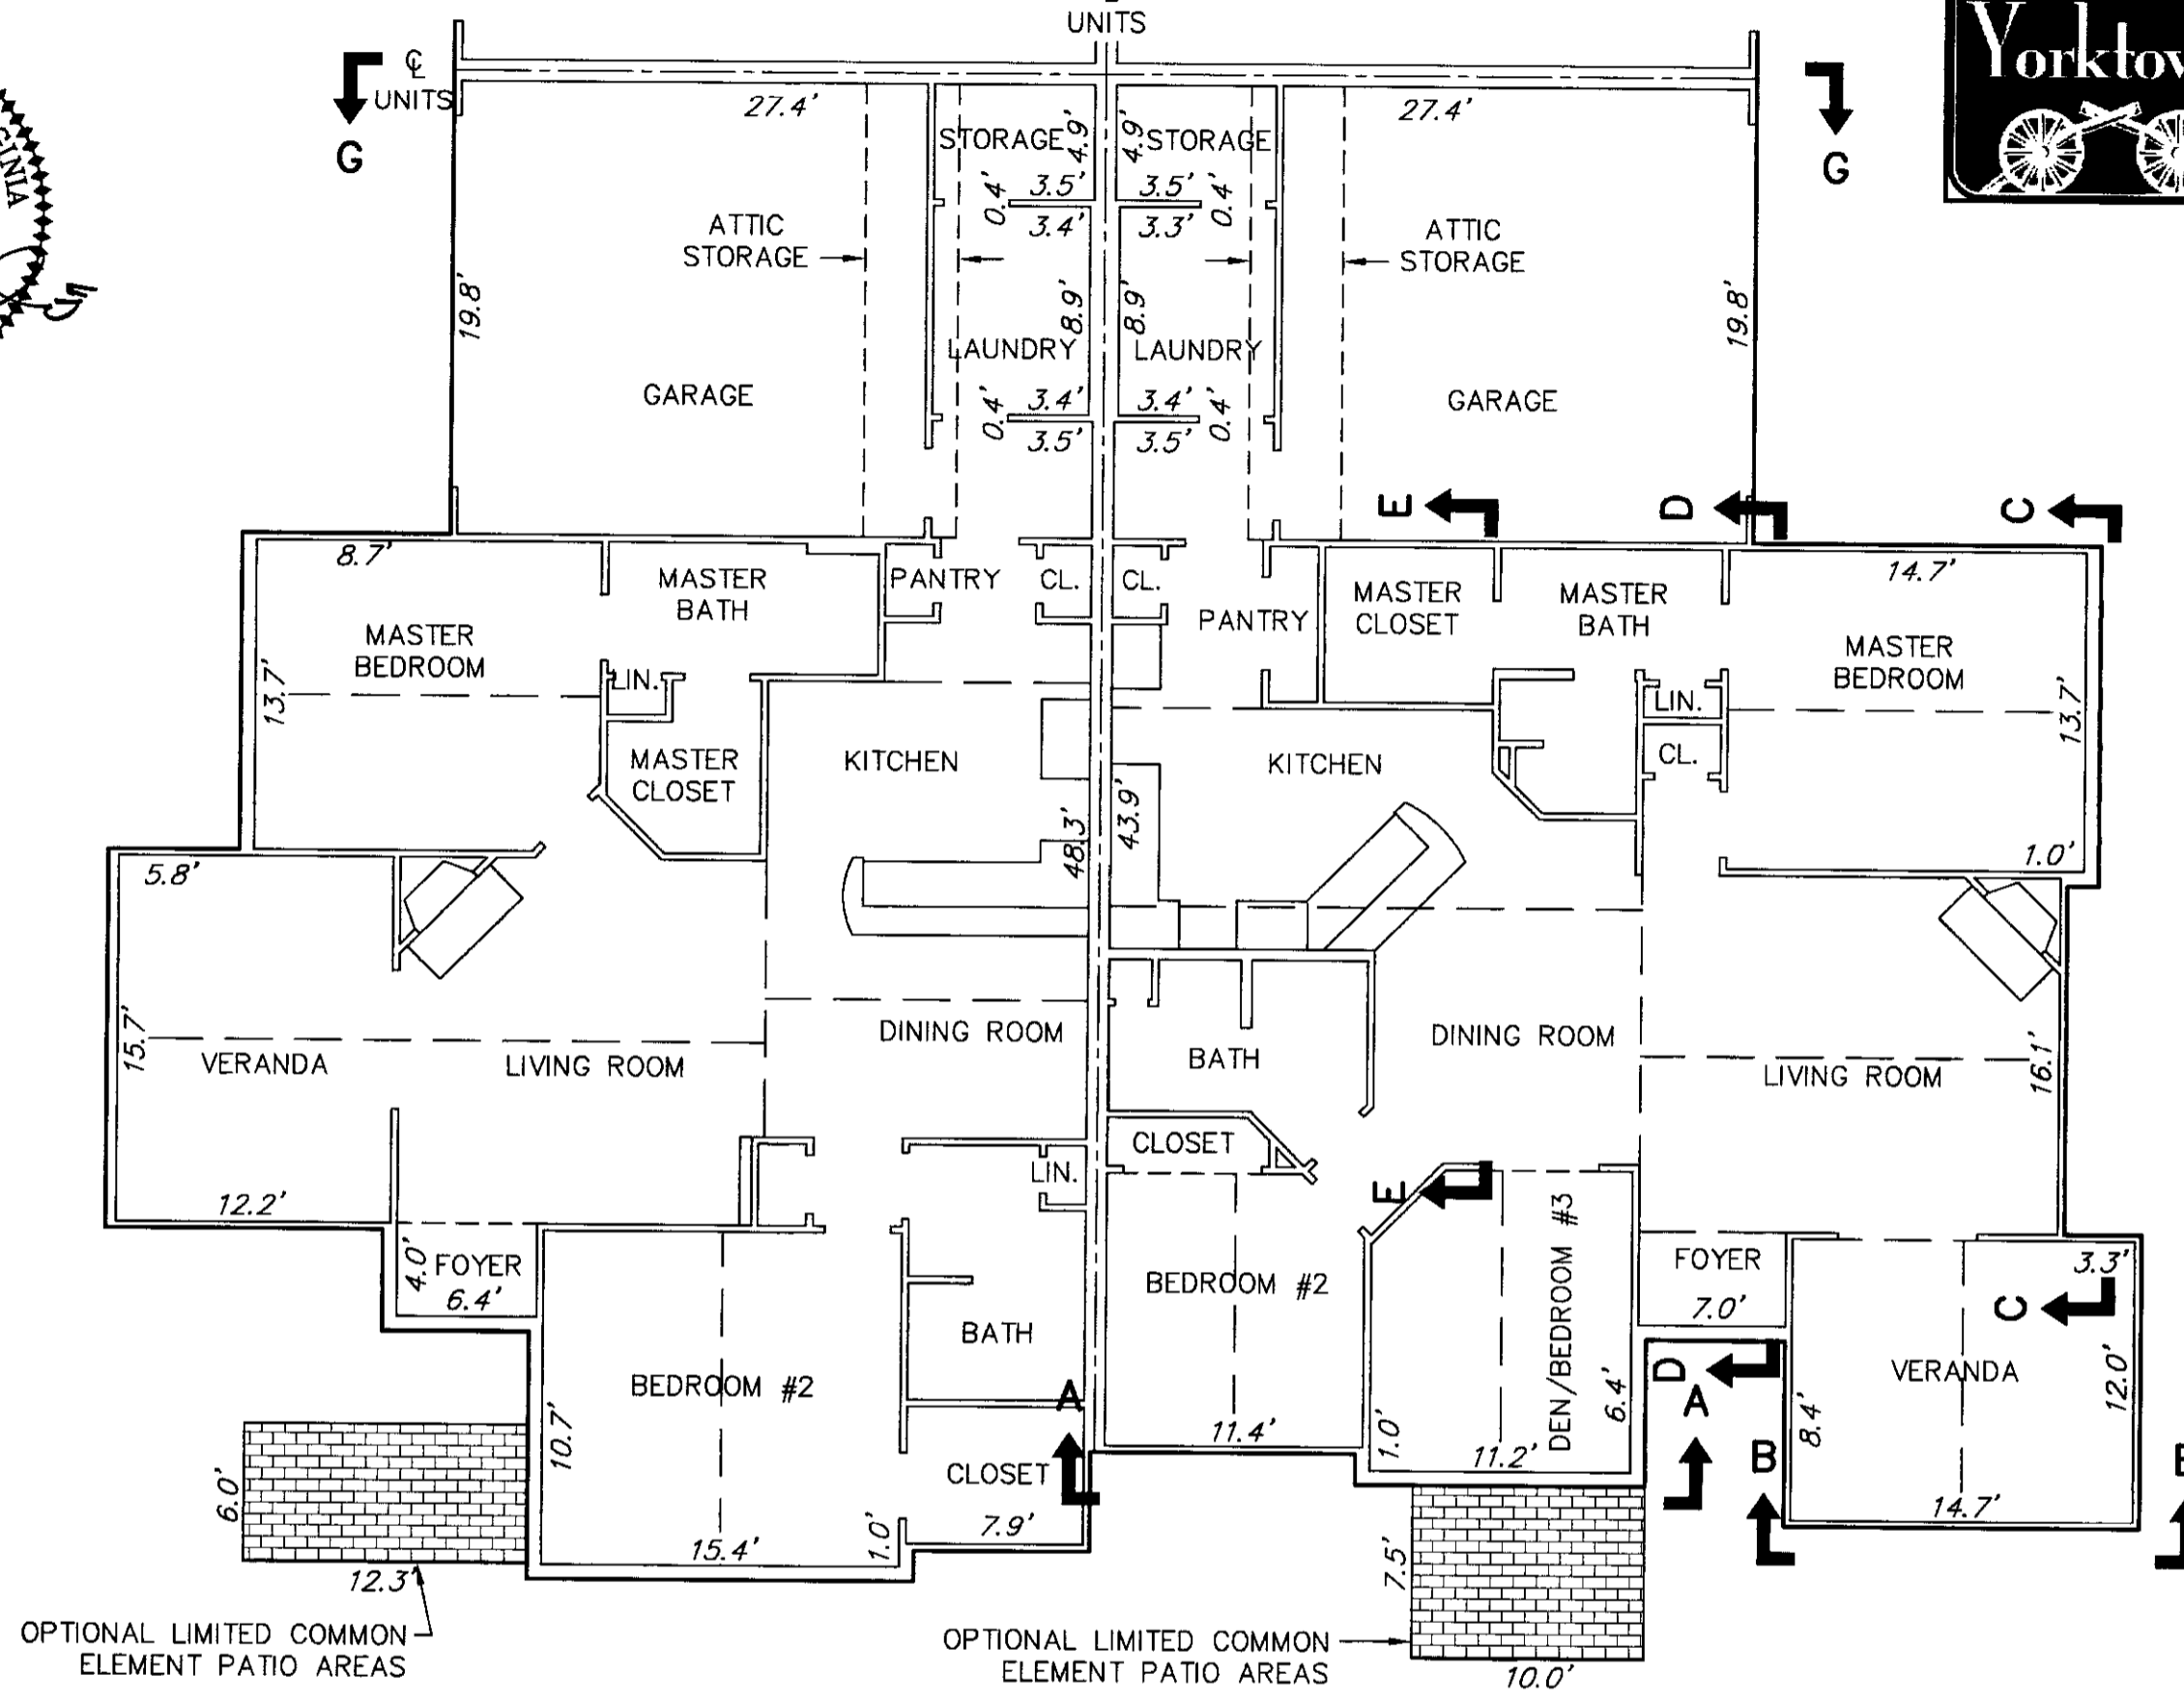 UNITS
Yorktow
℄
UNITS
G
G
27.4'
27.4'
STORAGE
4.9'
4.9'
STORAGE
GINIA
3.5'
0.4'
3.5'
0.4'
3.4'
3.3'
ATTIC
STORAGE
ATTIC
STORAGE
19.8'
8.9'
8.9'
19.8'
LAUNDRY
LAUNDRY
GARAGE
GARAGE
0.4'
3.4'
3.4'
0.4'
3.5'
3.5'
E
D
C
8.7'
MASTER
BATH
PANTRY
CL.
CL.
PANTRY
MASTER
CLOSET
MASTER
BATH
14.7'
MASTER
BEDROOM
MASTER
BEDROOM
13.7'
LIN.
LIN.
13.7'
MASTER
CLOSET
KITCHEN
KITCHEN
CL.
48.3'
43.9'
5.8'
1.0'
15.7'
VERANDA
LIVING ROOM
DINING ROOM
BATH
DINING ROOM
LIVING ROOM
16.1'
CLOSET
LIN.
E
12.2'
4.0'
FOYER
6.4'
BEDROOM #2
DEN/BEDROOM #3
FOYER
7.0'
3.3'
C
BATH
BEDROOM #2
A
D
A
VERANDA
12.0'
10.7'
11.4'
1.0'
6.4'
11.2'
8.4'
B
CLOSET
6.0'
15.4'
1.0'
7.9'
14.7'
12.3'
7.5'
OPTIONAL LIMITED COMMON
ELEMENT PATIO AREAS
OPTIONAL LIMITED COMMON
ELEMENT PATIO AREAS
10.0'